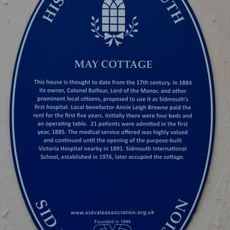 HIS
UTH
MAY COTTAGE
This house is thought to date from the 17th century. In 1884
its owner, Colonel Balfour, Lord of the Manor, and other
prominent local citizens, proposed to use it as Sidmouth's
first hospital. Local benefactor Annie Leigh Browne paid the
rent for the first five years. Initially there were four beds and
an operating table. 21 patients were admitted in the first
year, 1885. The medical service offered was highly valued
and continued until the opening of the purpose-built
Victoria Hospital nearby in 1891. Sidmouth International
School, established in 1976, later occupied the cottage.
www.sidvaleassociation.org.uk
Founded in 1846
SVA
SID
ION